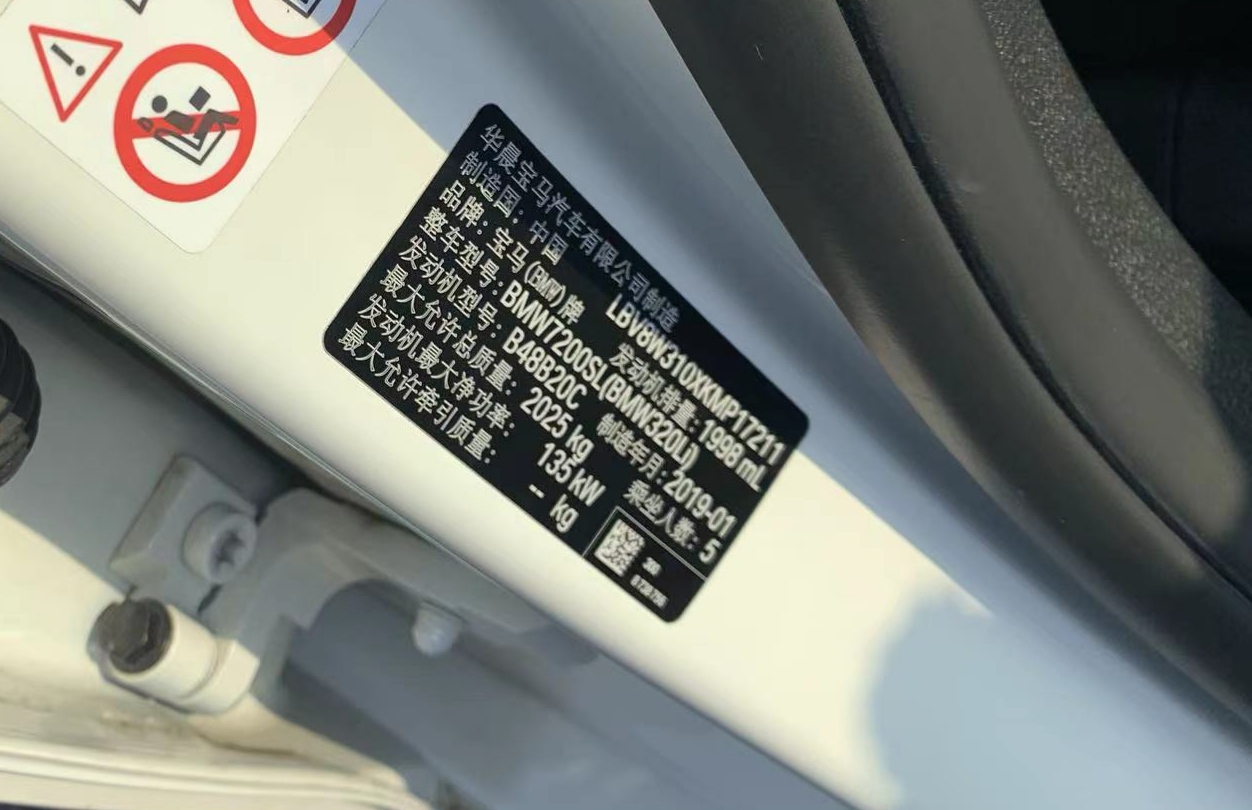 华晨宝马汽车有限公司制造
制造国：中国
LBV8W310XKMP17211
品牌：宝马(BMW)牌 发动机排量：1998 mL
整车型号：BMW7200SL(BMW320Li)
发动机型号：B48B20C 制造年月：2019-01
最大允许总质量：2025 kg 乘坐人数：5
发动机最大净功率：135 kW
最大允许牵引质量：-- kg